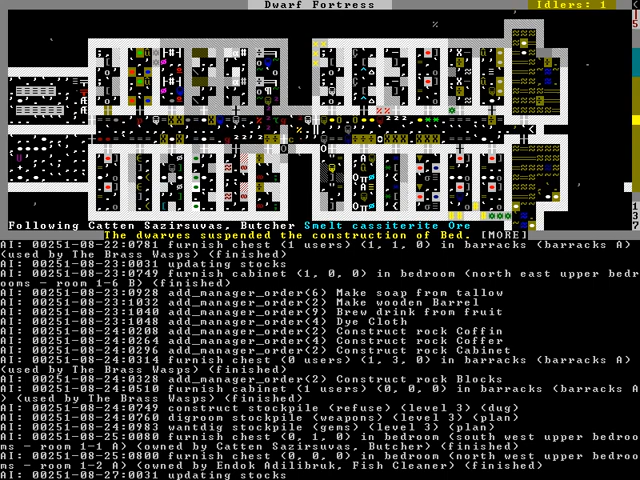 Dwarf Fortress
Idlers: 1
Following Catten Sazirsuvas, Butcher Smelt cassiterite Ore
The dwarves suspended the construction of Bed. [MORE]
AI: 00251-08-22:0781 furnish chest (1 users) (1, 1, 0) in barracks (barracks A)
(used by The Brass Wasps) (finished)
AI: 00251-08-23:0031 updating stocks
AI: 00251-08-23:0749 furnish cabinet (1, 0, 0) in bedroom (north east upper bedr
ooms - room 1-6 B) (finished)
AI: 00251-08-23:0928 add_manager_order(6) Make soap from tallow
AI: 00251-08-23:1032 add_manager_order(2) Make wooden Barrel
AI: 00251-08-23:1040 add_manager_order(9) Brew drink from fruit
AI: 00251-08-23:1040 add_manager_order(4) Dye Cloth
AI: 00251-08-24:0208 add_manager_order(2) Construct rock Coffin
AI: 00251-08-24:0264 add_manager_order(4) Construct rock Coffer
AI: 00251-08-24:0296 add_manager_order(2) Construct rock Cabinet
AI: 00251-08-24:0314 furnish chest (0 users) (1, 3, 0) in barracks (barracks A)
(used by The Brass Wasps) (finished)
AI: 00251-08-24:0328 add_manager_order(2) Construct rock Blocks
AI: 00251-08-24:0510 furnish cabinet (1 users) (0, 0, 0) in barracks (barracks A
) (used by The Brass Wasps) (finished)
AI: 00251-08-24:0749 construct stockpile (refuse) (level 3) (dug)
AI: 00251-08-24:0760 digroom stockpile (weapons) (level 3) (plan)
AI: 00251-08-24:0983 wantdig stockpile (gems) (level 3) (plan)
AI: 00251-08-25:0080 furnish chest (0, 1, 0) in bedroom (south west upper bedroo
ms - room 1-1 A) (owned by Catten Sazirsuvas, Butcher) (finished)
AI: 00251-08-25:0800 furnish chest (0, 0, 0) in bedroom (north west upper bedroo
ms - room 1-2 A) (owned by Endok Adilibruk, Fish Cleaner) (finished)
AI: 00251-08-27:0031 updating stocks